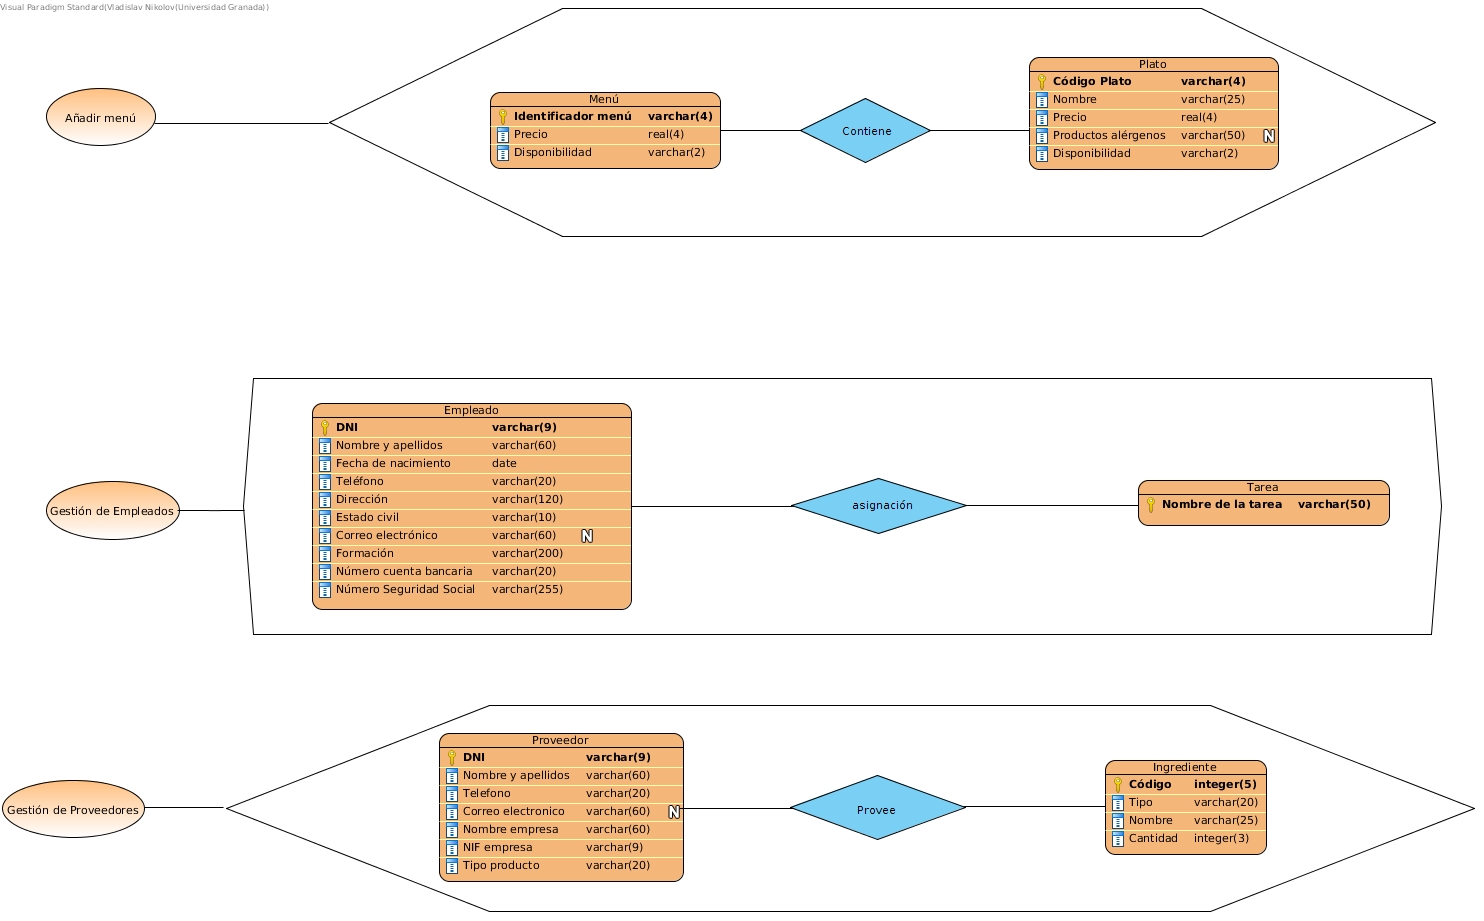 Visual Paradigm Standard(Vladislav Nikolov(Universidad Granada))
Añadir menú
Menú
Identificador menú varchar(4)
Precio real(4)
Disponibilidad varchar(2)
Contiene
Plato
Código Plato varchar(4)
Nombre varchar(25)
Precio real(4)
Productos alérgenos varchar(50) N
Disponibilidad varchar(2)
Gestión de Empleados
Empleado
DNI varchar(9)
Nombre y apellidos varchar(60)
Fecha de nacimiento date
Teléfono varchar(20)
Dirección varchar(120)
Estado civil varchar(10)
Correo electrónico varchar(60) N
Formación varchar(200)
Número cuenta bancaria varchar(20)
Número Seguridad Social varchar(255)
asignación
Tarea
Nombre de la tarea varchar(50)
Gestión de Proveedores
Proveedor
DNI varchar(9)
Nombre y apellidos varchar(60)
Telefono varchar(20)
Correo electronico varchar(60) N
Nombre empresa varchar(60)
NIF empresa varchar(9)
Tipo producto varchar(20)
Provee
Ingrediente
Código integer(5)
Tipo varchar(20)
Nombre varchar(25)
Cantidad integer(3)